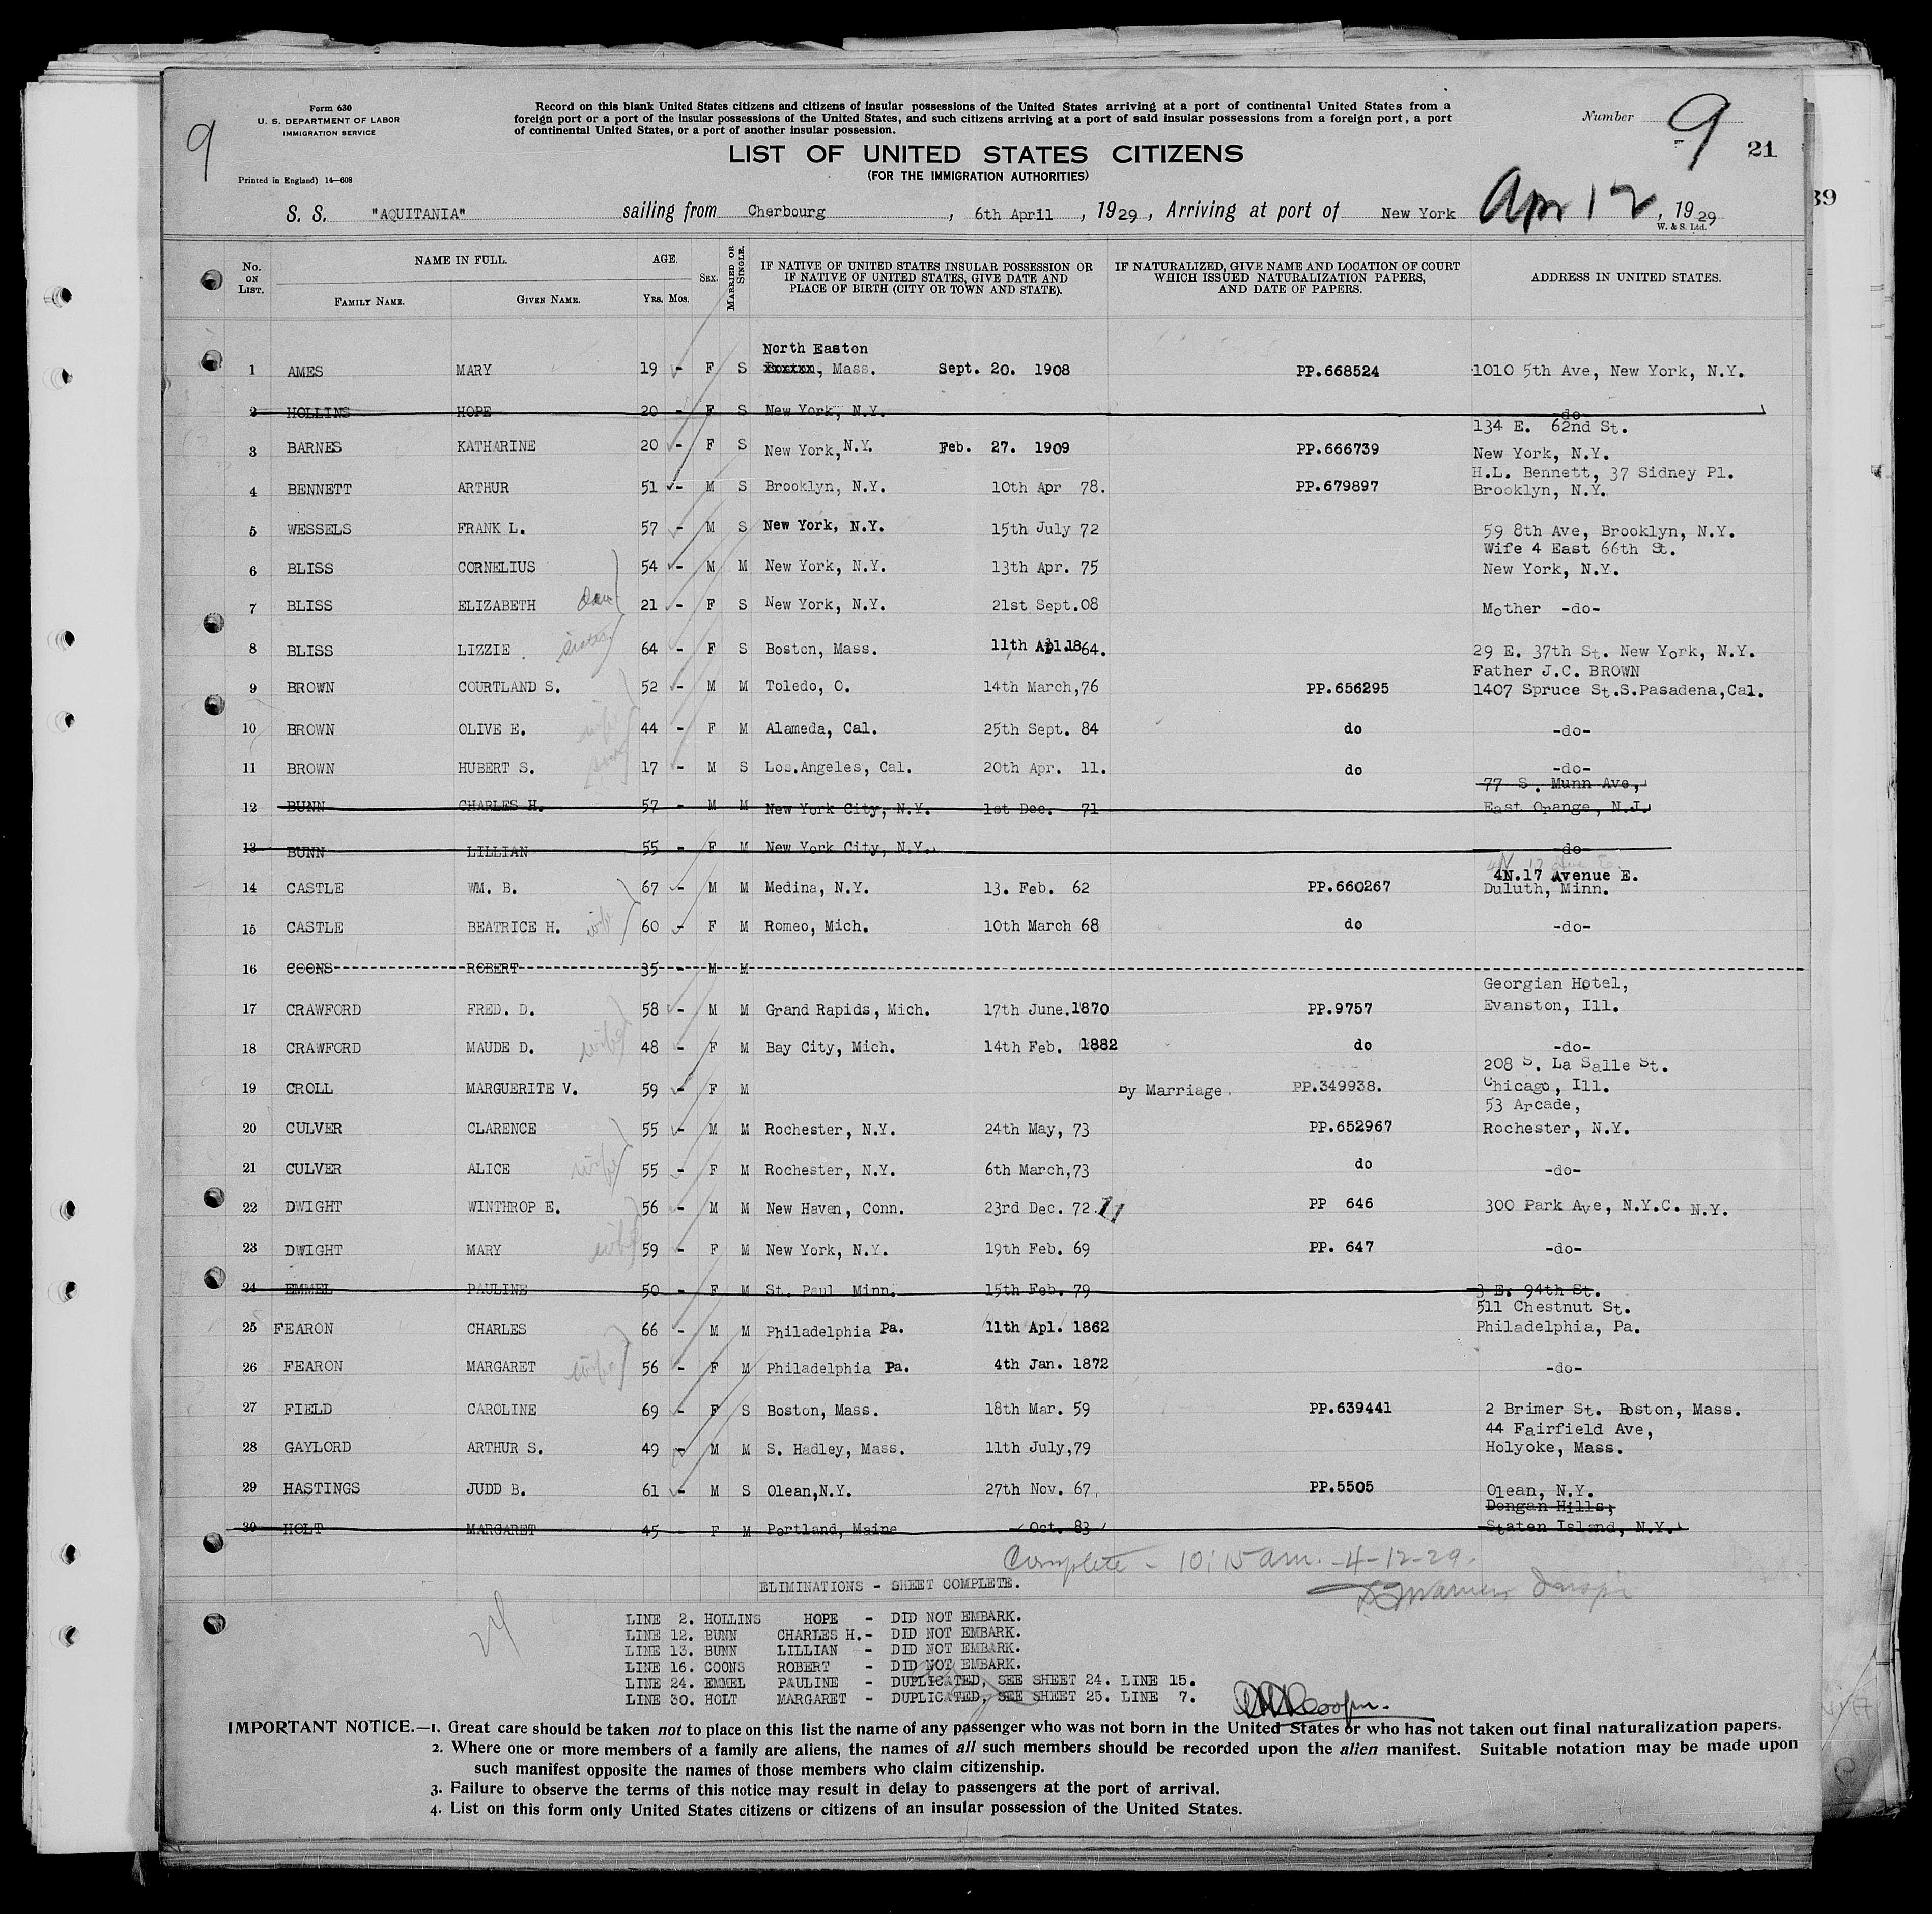 Form 630
U. S. DEPARTMENT OF LABOR
IMMIGRATION SERVICE
Printed in England) 14—608
9
Record on this blank United States citizens and citizens of insular possessions of the United States arriving at a port of continental United States from a
foreign port or a port of the insular possessions of the United States, and such citizens arriving at a port of said insular possessions from a foreign port, a port
of continental United States, or a port of another insular possession.
Number 9
21
39
LIST OF UNITED STATES CITIZENS
(FOR THE IMMIGRATION AUTHORITIES)
S. S. "AQUITANIA" sailing from Cherbourg, 6th April, 1929, Arriving at port of New York Apr 12, 1929
W. & S. Ltd.
No. ON LIST. NAME IN FULL. AGE. SEX. MARRIED OR SINGLE. IF NATIVE OF UNITED STATES INSULAR POSSESSION OR IF NATIVE OF UNITED STATES, GIVE DATE AND PLACE OF BIRTH (CITY OR TOWN AND STATE). IF NATURALIZED, GIVE NAME AND LOCATION OF COURT WHICH ISSUED NATURALIZATION PAPERS, AND DATE OF PAPERS. ADDRESS IN UNITED STATES.
FAMILY NAME. GIVEN NAME. YRS. MOS.
North Easton
1 AMES MARY 19 - F S Boston, Mass. Sept. 20. 1908 PP.668524 1010 5th Ave, New York, N.Y.
2 HOLLINS HOPE 20 - F S New York, N.Y. -do-
134 E. 62nd St.
3 BARNES KATHARINE 20 - F S New York, N.Y. Feb. 27. 1909 PP.666739 New York, N.Y.
H.L. Bennett, 37 Sidney Pl.
4 BENNETT ARTHUR 51 - M S Brooklyn, N.Y. 10th Apr 78. PP.679897 Brooklyn, N.Y.
5 WESSELS FRANK L. 57 - M S New York, N.Y. 15th July 72 59 8th Ave, Brooklyn, N.Y.
Wife 4 East 66th St.
6 BLISS CORNELIUS 54 - M M New York, N.Y. 13th Apr. 75 New York, N.Y.
7 BLISS ELIZABETH dau 21 - F S New York, N.Y. 21st Sept.08 Mother -do-
8 BLISS LIZZIE. sister 64 - F S Boston, Mass. 11th Apl.1864. 29 E. 37th St. New York, N.Y.
Father J.C. BROWN
9 BROWN COURTLAND S. 52 - M M Toledo, O. 14th March,76 PP.656295 1407 Spruce St.S.Pasadena,Cal.
10 BROWN OLIVE E. wife 44 - F M Alameda, Cal. 25th Sept. 84 do -do-
11 BROWN HUBERT S. son 17 - M S Los.Angeles, Cal. 20th Apr. 11. do -do-
77 S. Munn Ave,
12 BUNN CHARLES H. 57 - M M New York City, N.Y. 1st Dec. 71 East Orange, N.J.
13 BUNN LILLIAN 55 - F M New York City, N.Y. -do-
4N.17 Avenue E.
14 CASTLE WM. B. 67 - M M Medina, N.Y. 13. Feb. 62 PP.660267 Duluth, Minn.
15 CASTLE BEATRICE H. wife 60 - F M Romeo, Mich. 10th March 68 do -do-
16 COONS ROBERT 35 - M M
Georgian Hotel,
17 CRAWFORD FRED. D. 58 - M M Grand Rapids, Mich. 17th June.1870 PP.9757 Evanston, Ill.
18 CRAWFORD MAUDE D. wife 48 - F M Bay City, Mich. 14th Feb. 1882 do -do-
208 S. La Salle St.
19 CROLL MARGUERITE V. 59 - F M By Marriage. PP.349938. Chicago, Ill.
53 Arcade,
20 CULVER CLARENCE 55 - M M Rochester, N.Y. 24th May, 73 PP.652967 Rochester, N.Y.
21 CULVER ALICE wife 55 - F M Rochester, N.Y. 6th March,73 do -do-
22 DWIGHT WINTHROP E. 56 - M M New Haven, Conn. 23rd Dec. 72. 11 PP 646 300 Park Ave, N.Y.C. N.Y.
23 DWIGHT MARY wife 59 - F M New York, N.Y. 19th Feb. 69 PP. 647 -do-
24 EMMEL PAULINE 50 - F M St. Paul Minn. 15th Feb. 79 3 E. 94th St.
511 Chestnut St.
25 FEARON CHARLES 66 - M M Philadelphia Pa. 11th Apl. 1862 Philadelphia, Pa.
26 FEARON MARGARET wife 56 - F M Philadelphia Pa. 4th Jan. 1872 -do-
27 FIELD CAROLINE 69 - F S Boston, Mass. 18th Mar. 59 PP.639441 2 Brimer St. Boston, Mass.
44 Fairfield Ave,
28 GAYLORD ARTHUR S. 49 - M M S. Hadley, Mass. 11th July,79 Holyoke, Mass.
29 HASTINGS JUDD B. 61 - M S Olean,N.Y. 27th Nov. 67 PP.5505 Olean, N.Y.
Dongan Hills,
30 HOLT MARGARET 45 - F M Portland, Maine Oct. 83 Staten Island, N.Y.
Complete - 10:15 am. - 4-12-29.
ELIMINATIONS - SHEET COMPLETE.
24
LINE 2. HOLLINS HOPE - DID NOT EMBARK.
LINE 12. BUNN CHARLES H.- DID NOT EMBARK.
LINE 13. BUNN LILLIAN - DID NOT EMBARK.
LINE 16. COONS ROBERT - DID NOT EMBARK.
LINE 24. EMMEL PAULINE - DUPLICATED, SEE SHEET 24. LINE 15.
LINE 30. HOLT MARGARET - DUPLICATED, SEE SHEET 25. LINE 7.
IMPORTANT NOTICE.—1. Great care should be taken not to place on this list the name of any passenger who was not born in the United States or who has not taken out final naturalization papers.
2. Where one or more members of a family are aliens, the names of all such members should be recorded upon the alien manifest. Suitable notation may be made upon
such manifest opposite the names of those members who claim citizenship.
3. Failure to observe the terms of this notice may result in delay to passengers at the port of arrival.
4. List on this form only United States citizens or citizens of an insular possession of the United States.